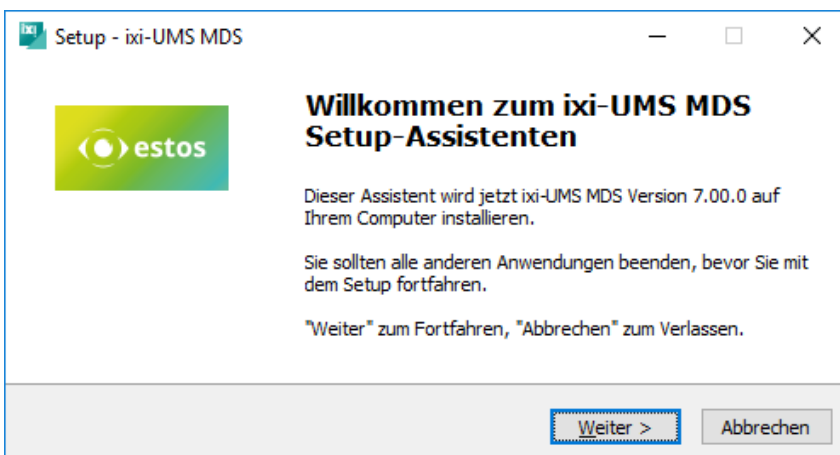 ixi
Setup - ixi-UMS MDS
estos
Willkommen zum ixi-UMS MDS
Setup-Assistenten
Dieser Assistent wird jetzt ixi-UMS MDS Version 7.00.0 auf
Ihrem Computer installieren.
Sie sollten alle anderen Anwendungen beenden, bevor Sie mit
dem Setup fortfahren.
"Weiter" zum Fortfahren, "Abbrechen" zum Verlassen.
Weiter >
Abbrechen